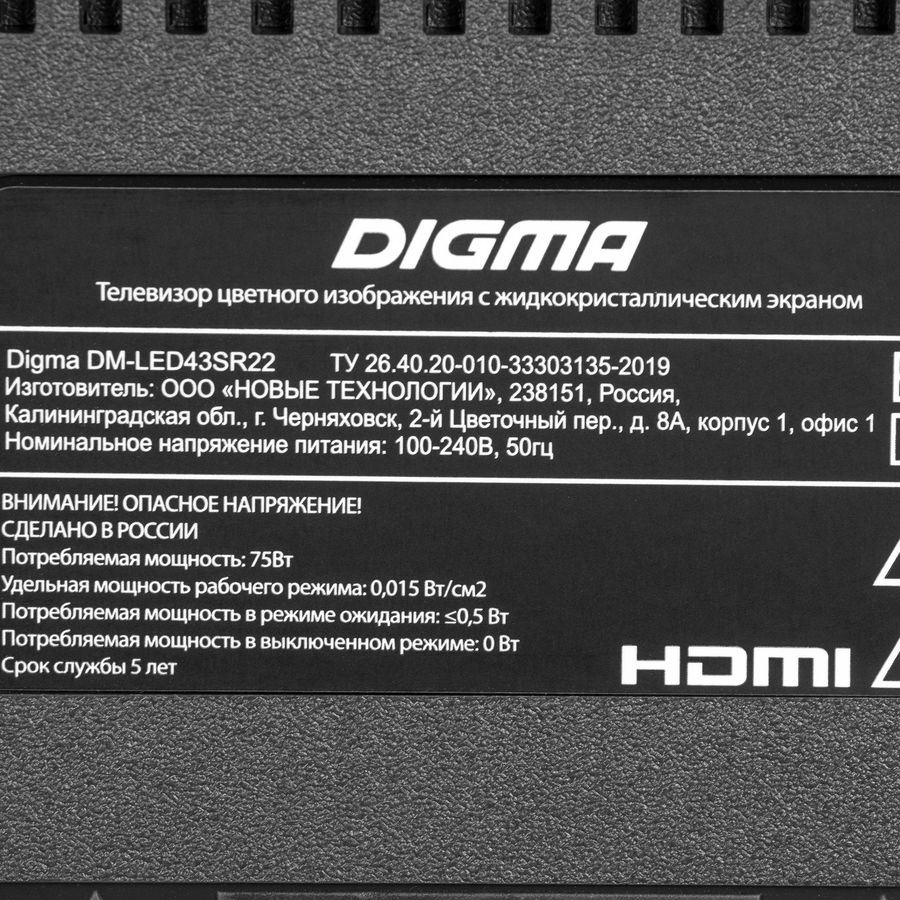 DIGMA
Телевизор цветного изображения с жидкокристаллическим экраном
Digma DM-LED43SR22 ТУ 26.40.20-010-33303135-2019
Изготовитель: ООО «НОВЫЕ ТЕХНОЛОГИИ», 238151, Россия,
Калининградская обл., г. Черняховск, 2-й Цветочный пер., д. 8А, корпус 1, офис 1
Номинальное напряжение питания: 100-240В, 50гц
ВНИМАНИЕ! ОПАСНОЕ НАПРЯЖЕНИЕ!
СДЕЛАНО В РОССИИ
Потребляемая мощность: 75Вт
Удельная мощность рабочего режима: 0,015 Вт/см2
Потребляемая мощность в режиме ожидания: ≤0,5 Вт
Потребляемая мощность в выключенном режиме: 0 Вт
Срок службы 5 лет
HDMI